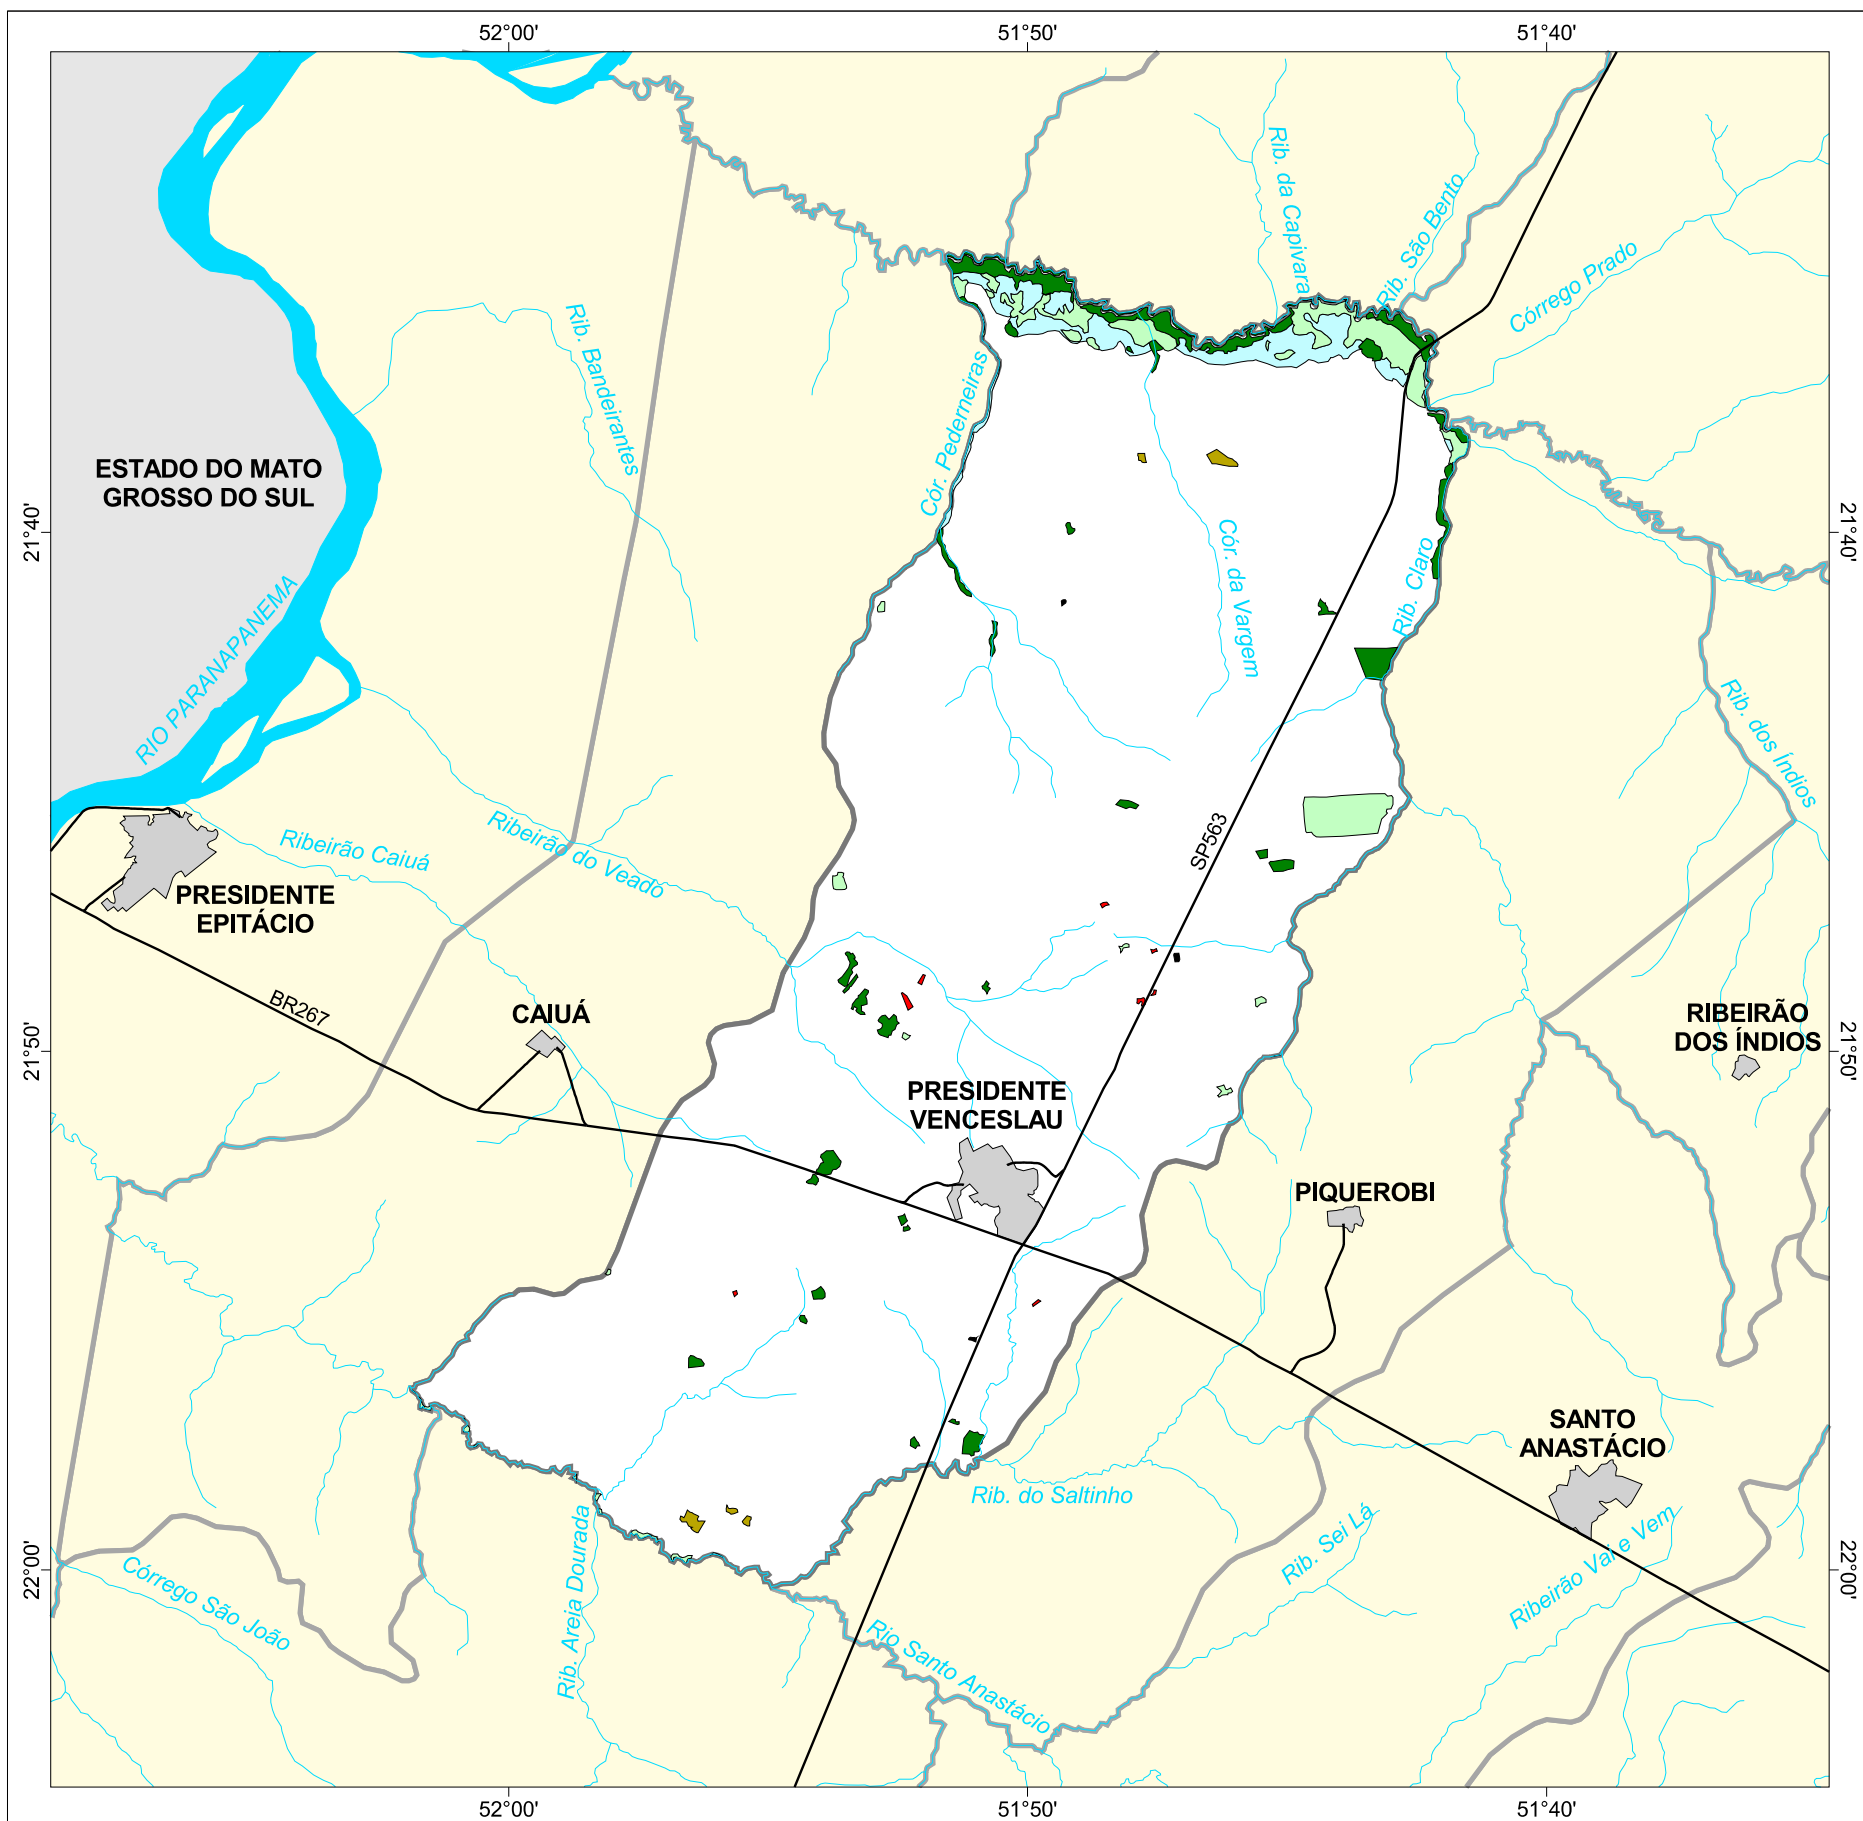 52°00'
51°50'
51°40'
Rib. da Capivara
Rib. São Bento
Córrego Prado
Rib. Bandeirantes
Cór. Pederneiras
ESTADO DO MATO
GROSSO DO SUL
21°40'
21°40'
Cór. da Vargem
Rib. Claro
RIO PARANAPANEMA
Rib. dos Índios
SP563
Ribeirão Caiuá
Ribeirão do Veado
PRESIDENTE
EPITÁCIO
BR267
CAIUÁ
RIBEIRÃO
DOS ÍNDIOS
21°50'
21°50'
PRESIDENTE
VENCESLAU
PIQUEROBI
SANTO
ANASTÁCIO
Rib. do Saltinho
Rib. Sei Lá
Ribeirão Vai e Vem
22°00'
22°00'
Córrego São João
Rib. Areia Dourada
Rio Santo Anastácio
52°00'
51°50'
51°40'